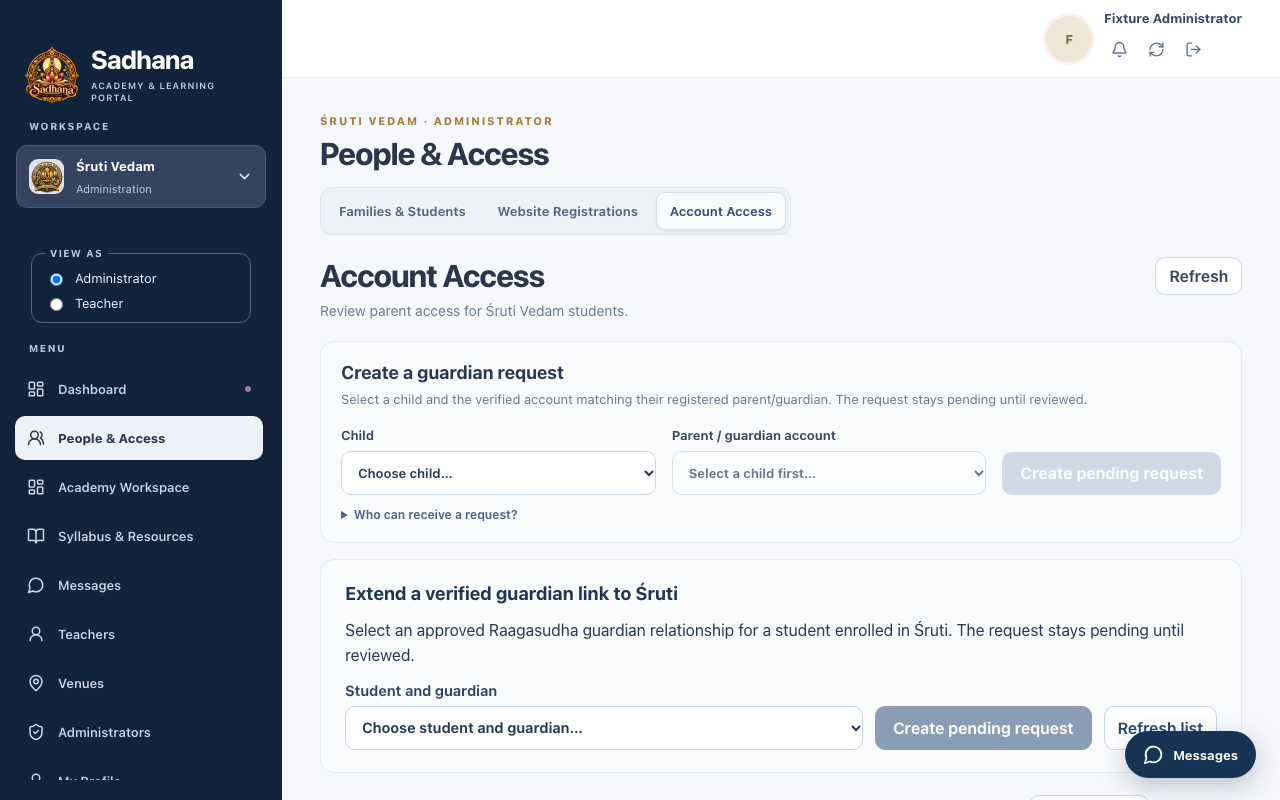 Sadhana
ACADEMY & LEARNING
PORTAL
Sadhana
WORKSPACE
Śruti Vedam
Administration
VIEW AS
Administrator
Teacher
MENU
Dashboard
People & Access
Academy Workspace
Syllabus & Resources
Messages
Teachers
Venues
Administrators
My Profile
F
Fixture Administrator
ŚRUTI VEDAM · ADMINISTRATOR
People & Access
Families & Students
Website Registrations
Account Access
Account Access
Refresh
Review parent access for Śruti Vedam students.
Create a guardian request
Select a child and the verified account matching their registered parent/guardian. The request stays pending until reviewed.
Child
Parent / guardian account
Choose child...
Select a child first...
Create pending request
Who can receive a request?
Extend a verified guardian link to Śruti
Select an approved Raagasudha guardian relationship for a student enrolled in Śruti. The request stays pending until
reviewed.
Student and guardian
Choose student and guardian...
Create pending request
Refresh list
Messages